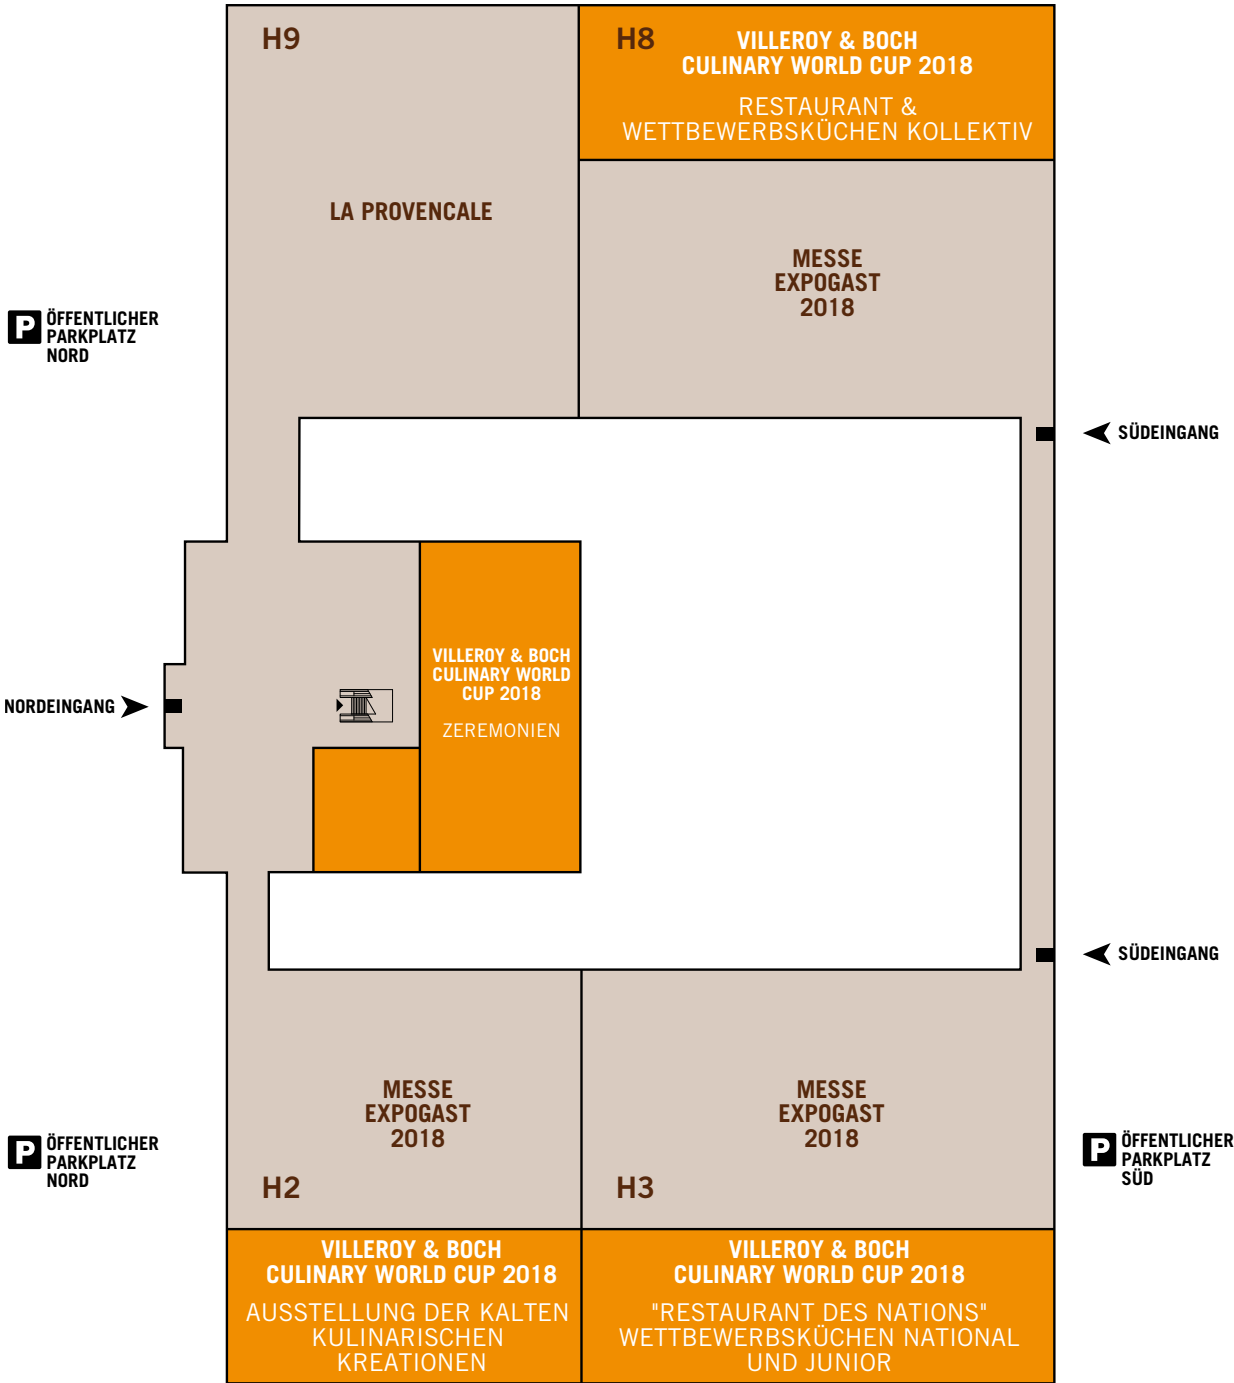 H9
H8
VILLEROY & BOCH
CULINARY WORLD CUP 2018
RESTAURANT &
WETTBEWERBSKÜCHEN KOLLEKTIV
LA PROVENCALE
MESSE
EXPOGAST
2018
P
ÖFFENTLICHER
PARKPLATZ
NORD
SÜDEINGANG
VILLEROY & BOCH
CULINARY WORLD
CUP 2018
ZEREMONIEN
NORDEINGANG
SÜDEINGANG
MESSE
EXPOGAST
2018
MESSE
EXPOGAST
2018
P
ÖFFENTLICHER
PARKPLATZ
NORD
P
ÖFFENTLICHER
PARKPLATZ
SÜD
H2
H3
VILLEROY & BOCH
CULINARY WORLD CUP 2018
AUSSTELLUNG DER KALTEN
KULINARISCHEN
KREATIONEN
VILLEROY & BOCH
CULINARY WORLD CUP 2018
"RESTAURANT DES NATIONS"
WETTBEWERBSKÜCHEN NATIONAL
UND JUNIOR